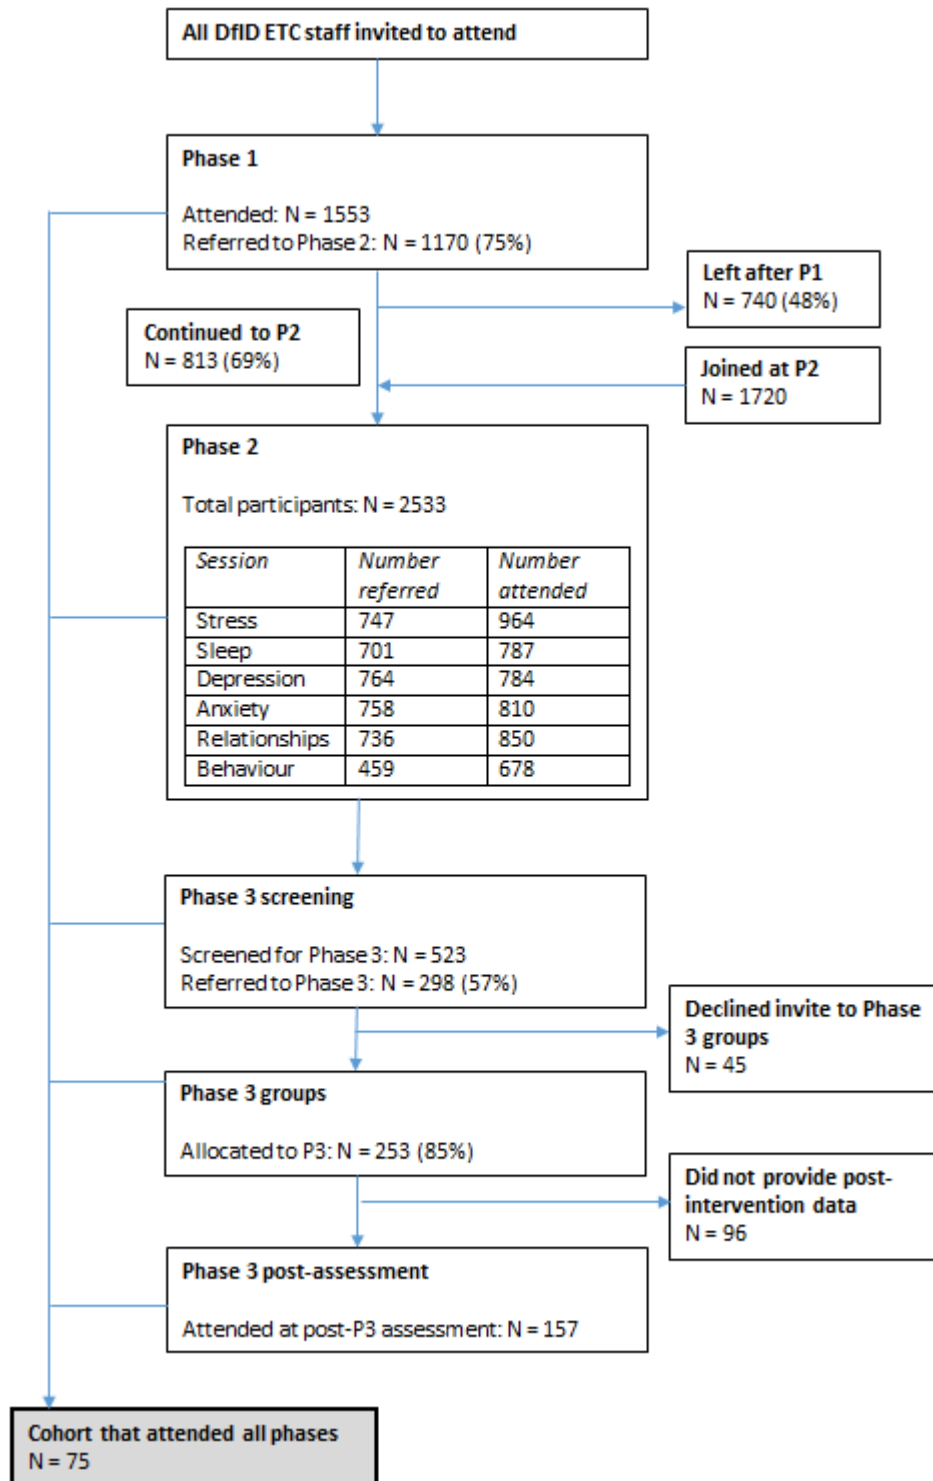 All DfID ETC staff invited to attend
Phase 1
Attended: N = 1553
Referred to Phase 2: N = 1170 (75%)
Left after P1
N = 740 (48%)
Continued to P2
N = 813 (69%)
Joined at P2
N = 1720
Phase 2
Total participants: N = 2533
Session Number referred Number attended
Stress 747 964
Sleep 701 787
Depression 764 784
Anxiety 758 810
Relationships 736 850
Behaviour 459 678
Phase 3 screening
Screened for Phase 3: N = 523
Referred to Phase 3: N = 298 (57%)
Declined invite to Phase
3 groups
N = 45
Phase 3 groups
Allocated to P3: N = 253 (85%)
Did not provide post-
intervention data
N = 96
Phase 3 post-assessment
Attended at post-P3 assessment: N = 157
Cohort that attended all phases
N = 75